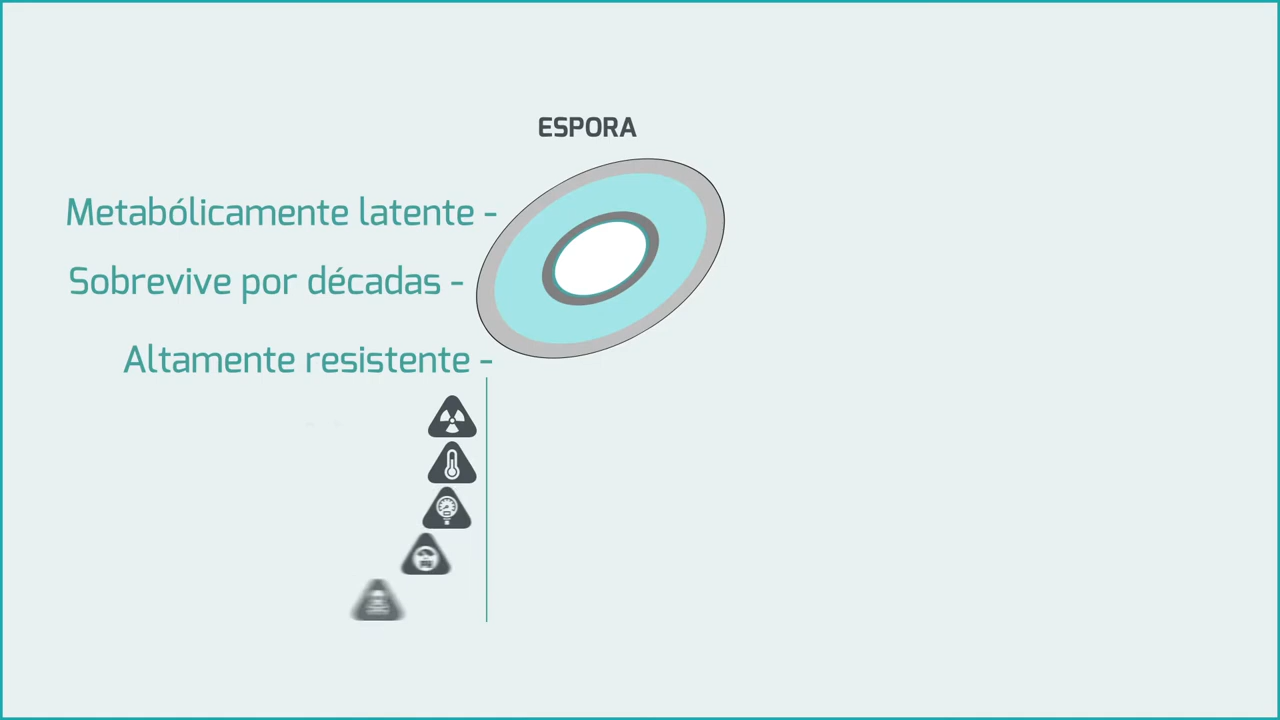 ESPORA
Metabólicamente latente -
Sobrevive por décadas -
Altamente resistente -